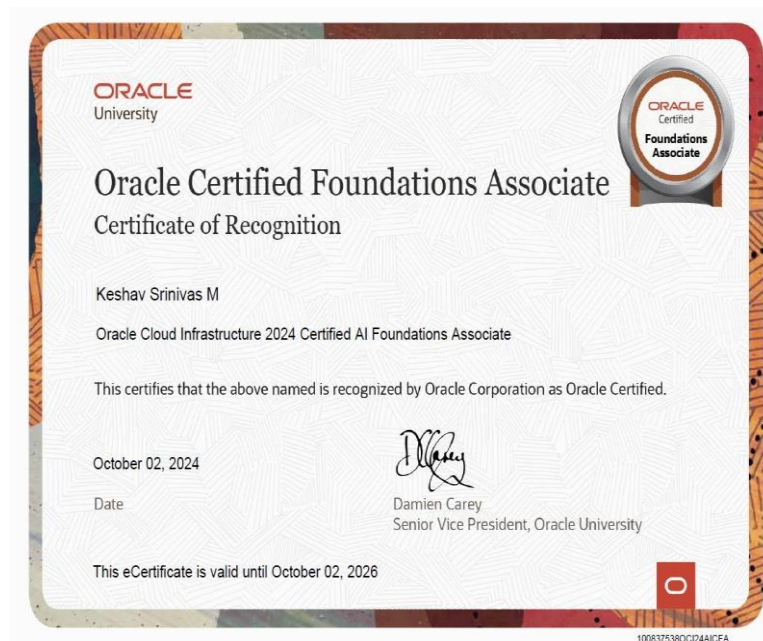 ORACLE
University
ORACLE
Certified
Foundations
Associate
Oracle Certified Foundations Associate
Certificate of Recognition
Keshav Srinivas M
Oracle Cloud Infrastructure 2024 Certified AI Foundations Associate
This certifies that the above named is recognized by Oracle Corporation as Oracle Certified.
October 02, 2024
Date
Damien Carey
Senior Vice President, Oracle University
This eCertificate is valid until October 02, 2026
100837538OCI24AICFA